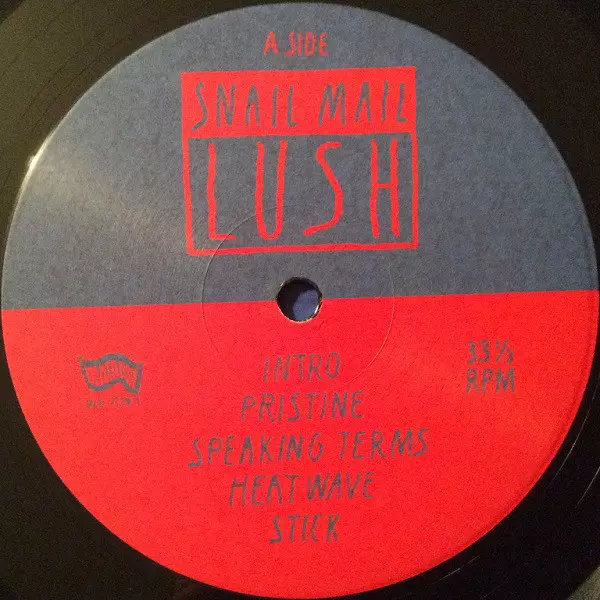 A SIDE
SNAIL MAIL
LUSH
INTRO
PRISTINE
SPEAKING TERMS
HEAT WAVE
STICK
33⅓
RPM